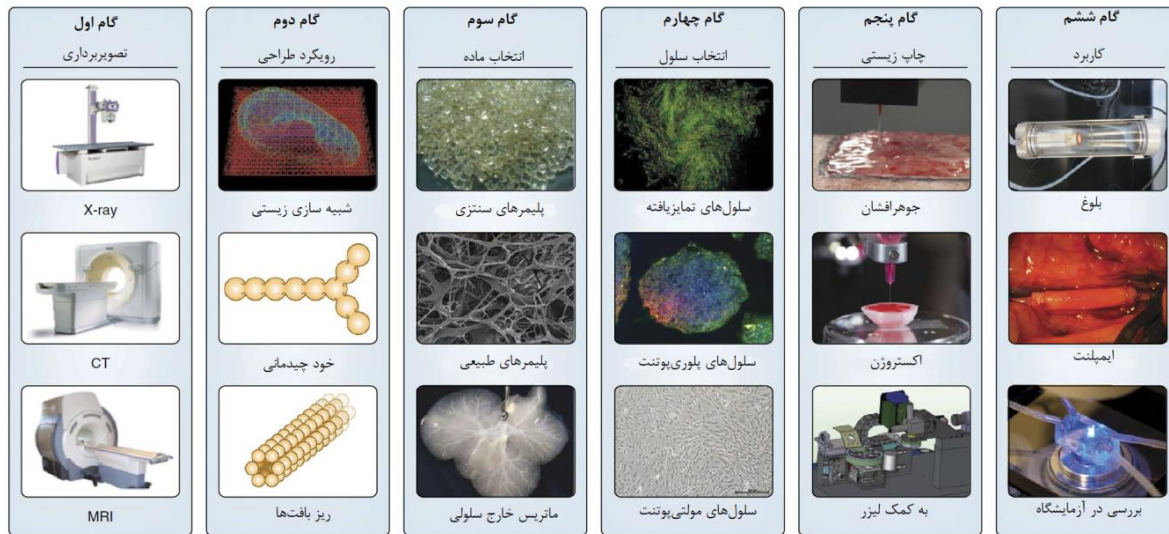 گام اول
تصویربرداری
X-ray
CT
MRI
گام دوم
رویکرد طراحی
شبیه سازی زیستی
خود چیدمانی
ریز بافت‌ها
گام سوم
انتخاب ماده
پلیمرهای سنتزی
پلیمرهای طبیعی
ماتریس خارج سلولی
گام چهارم
انتخاب سلول
سلول‌های تمایزیافته
سلول‌های پلوری‌پوتنت
سلول‌های مولتی‌پوتنت
گام پنجم
چاپ زیستی
جوهرافشان
اکستروژن
به کمک لیزر
گام ششم
کاربرد
بلوغ
ایمپلنت
بررسی در آزمایشگاه